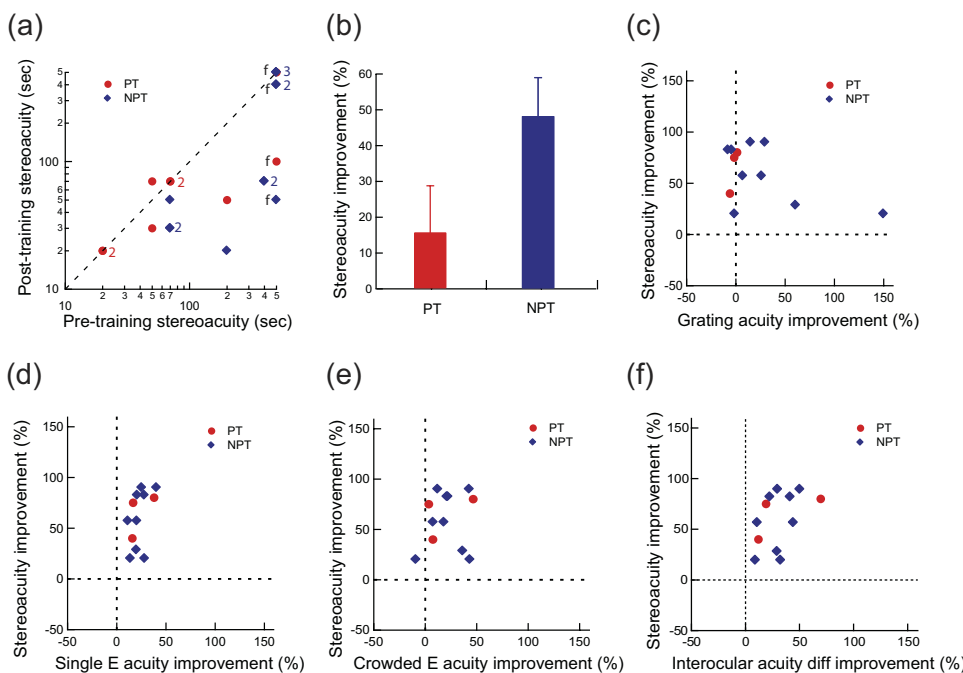 (a)
Post-training stereoacuity (sec)
PT
NPT
5
4
3
2
100
6
5
4
3
2
10
f 3
f 2
f
2
2
f
2
2
10
2
3
4
5
6
7
100
2
3
4
5
Pre-training stereoacuity (sec)
(b)
Stereoacuity improvement (%)
60
50
40
30
20
10
0
PT
NPT
(c)
Stereoacuity improvement (%)
150
100
50
0
-50
PT
NPT
-50
0
50
100
150
Grating acuity improvement (%)
(d)
Stereoacuity improvement (%)
150
100
50
0
-50
PT
NPT
-50
0
50
100
150
Single E acuity improvement (%)
(e)
Stereoacuity improvement (%)
150
100
50
0
-50
PT
NPT
-50
0
50
100
150
Crowded E acuity improvement (%)
(f)
Stereoacuity improvement (%)
150
100
50
0
-50
PT
NPT
-50
0
50
100
150
Interocular acuity diff improvement (%)